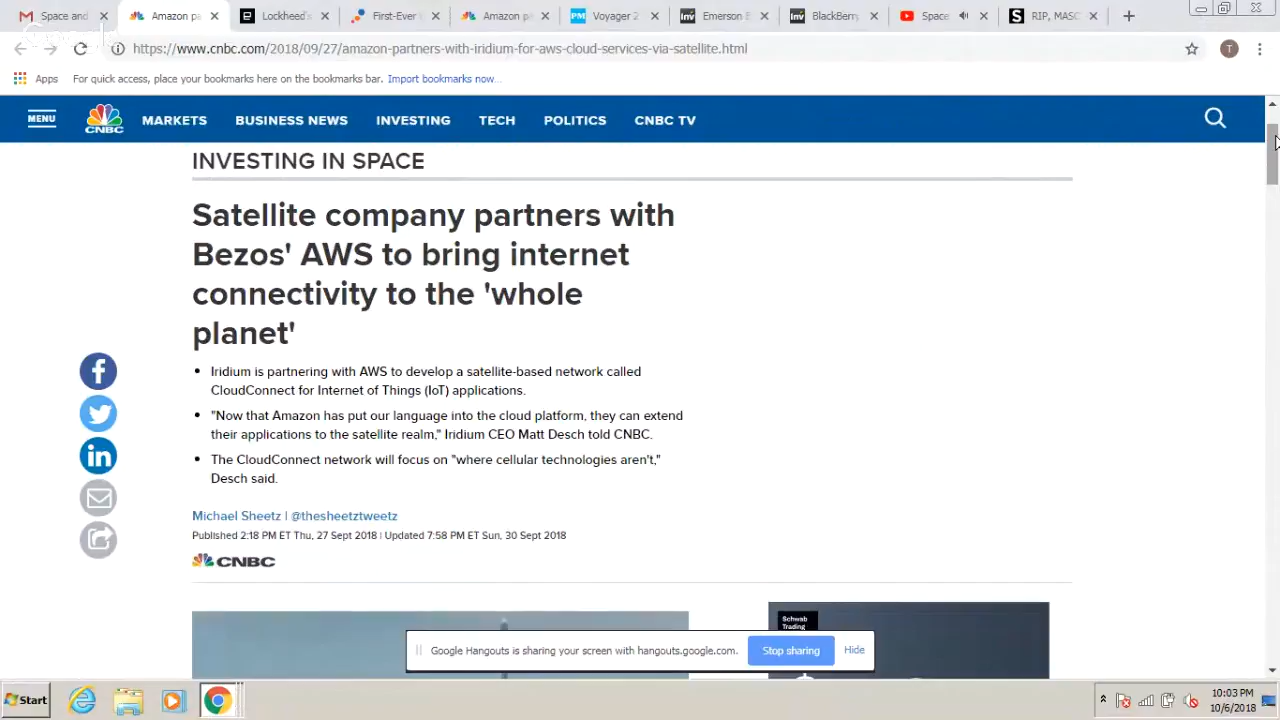 Space and
Amazon pa
Lockheed
First-Ever
Amazon pa
Voyager 2
Emerson
BlackBerry
Space
RIP, MASC
https://www.cnbc.com/2018/09/27/amazon-partners-with-iridium-for-aws-cloud-services-via-satellite.html
T
Apps For quick access, place your bookmarks here on the bookmarks bar. Import bookmarks now...
MENU
CNBC
MARKETS BUSINESS NEWS INVESTING TECH POLITICS CNBC TV
INVESTING IN SPACE
Satellite company partners with
Bezos' AWS to bring internet
connectivity to the 'whole
planet'
• Iridium is partnering with AWS to develop a satellite-based network called
CloudConnect for Internet of Things (IoT) applications.
• "Now that Amazon has put our language into the cloud platform, they can extend
their applications to the satellite realm," Iridium CEO Matt Desch told CNBC.
• The CloudConnect network will focus on "where cellular technologies aren't,"
Desch said.
Michael Sheetz | @thesheetztweetz
Published 2:18 PM ET Thu, 27 Sept 2018 | Updated 7:58 PM ET Sun, 30 Sept 2018
CNBC
Schwab
Trading
Google Hangouts is sharing your screen with hangouts.google.com.
Stop sharing
Hide
Start
10:03 PM
10/6/2018